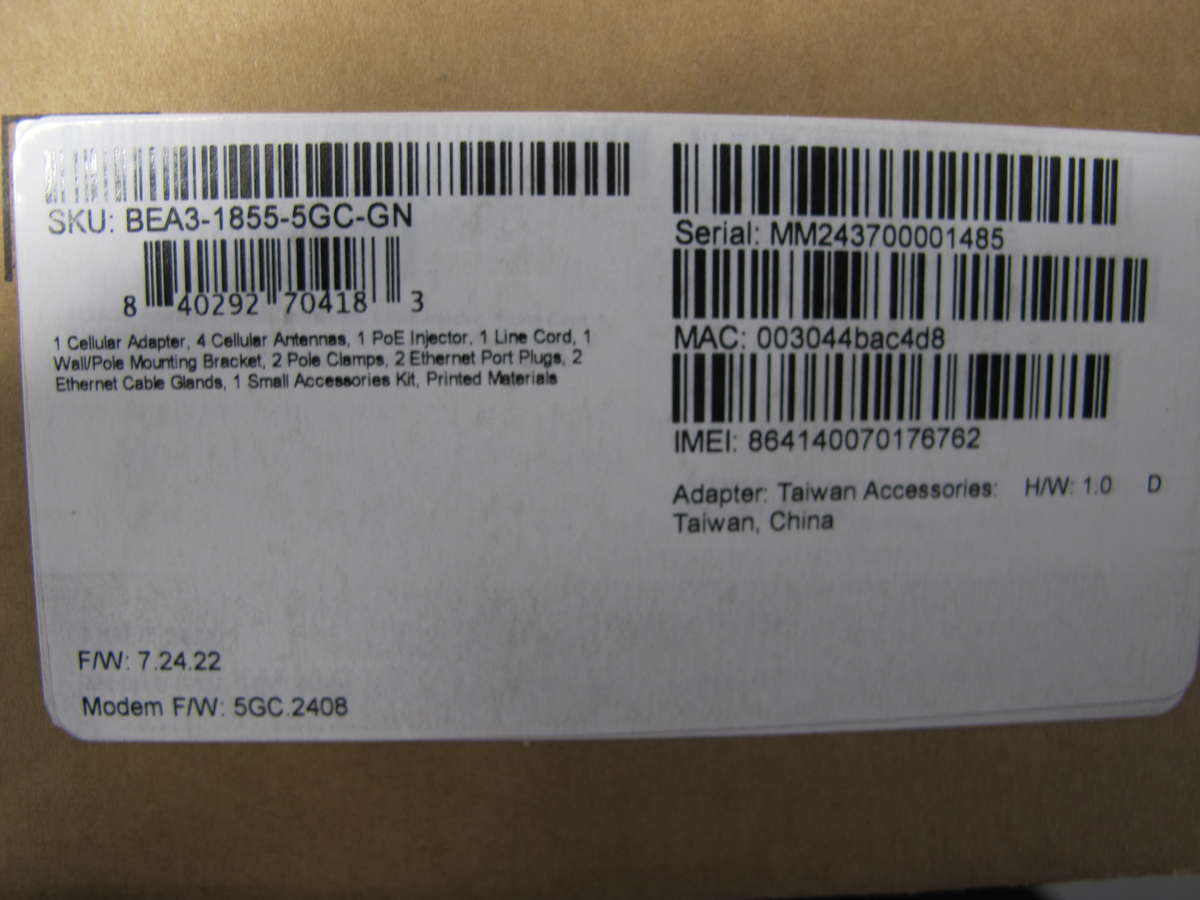 SKU: BEA3-1855-5GC-GN
8 40292 70418 3
1 Cellular Adapter, 4 Cellular Antennas, 1 PoE Injector, 1 Line Cord, 1
Wall/Pole Mounting Bracket, 2 Pole Clamps, 2 Ethernet Port Plugs, 2
Ethernet Cable Glands, 1 Small Accessories Kit, Printed Materials
F/W: 7.24.22
Modem F/W: 5GC.2408
Serial: MM243700001485
MAC: 003044bac4d8
IMEI: 864140070176762
Adapter: Taiwan Accessories: H/W: 1.0 D
Taiwan, China